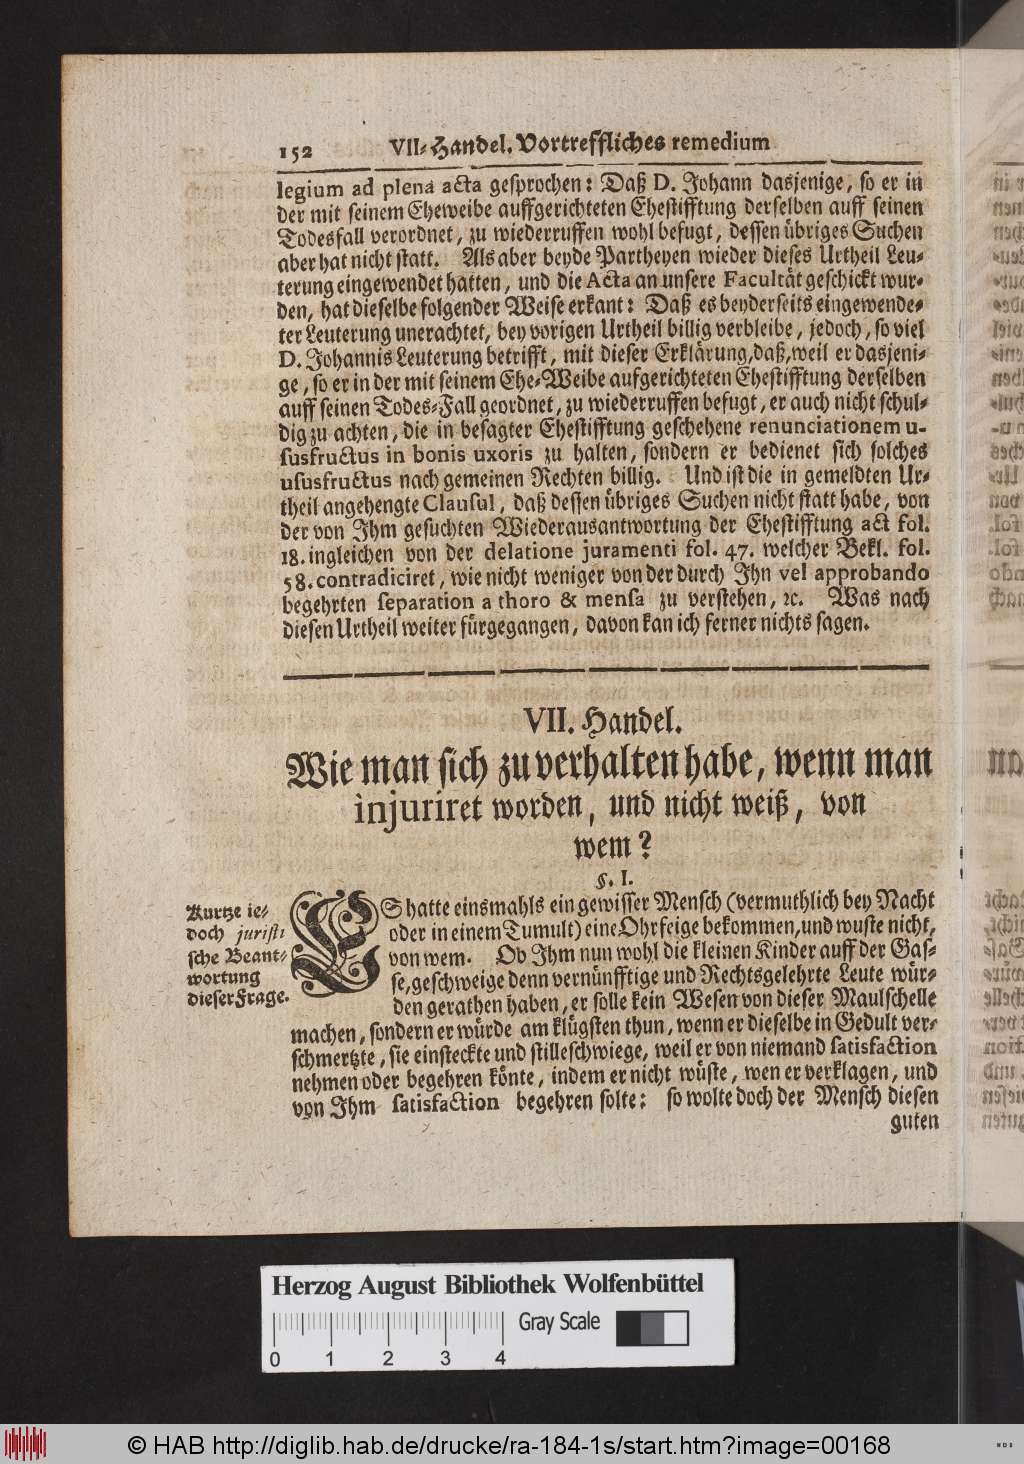 152 VII. Handel. Vortreffliches remedium
legium ad plena acta gesprochen: Daß D. Johann dasjenige, so er in
der mit seinem Eheweibe auffgerichteten Ehestifftung derselben auff seinen
Todesfall verordnet, zu wiederruffen wohl befugt, dessen übriges Suchen
aber hat nicht statt. Als aber beyde Partheyen wieder dieses Urtheil Leu-
terung eingewendet hatten, und die Acta an unsere Facultät geschickt wur-
den, hat dieselbe folgender Weise erkant: Daß es beyderseits eingewende-
ter Leuterung unerachtet, bey vorigen Urtheil billig verbleibe, jedoch, so viel
D. Johannis Leuterung betrifft, mit dieser Erklärung, daß, weil er dasjeni-
ge, so er in der mit seinem Ehe-Weibe aufgerichteten Ehestifftung derselben
auff seinen Todes-Fall geordnet, zu wiederruffen befugt, er auch nicht schul-
dig zu achten, die in besagter Ehestifftung geschehene renunciationem u-
susfructus in bonis uxoris zu halten, sondern er bedienet sich solches
ususfructus nach gemeinen Rechten billig. Und ist die in gemeldten Ur-
theil angehengte Clausul, daß dessen übriges Suchen nicht statt habe, von
der von Ihm gesuchten Wiederausantwortung der Ehestifftung act fol.
18. ingleichen von der delatione juramenti fol. 47. welcher Bekl. fol.
58. contradiciret, wie nicht weniger von der durch Ihn vel approbando
begehrten separation a thoro & mensa zu verstehen, ꝛc. Was nach
diesen Urtheil weiter fürgegangen, davon kan ich ferner nichts sagen.
VII. Handel.
Wie man sich zu verhalten habe, wenn man
injuriret worden, und nicht weiß, von
wem?
§. I.
Kurtze ie-
doch juristi
sche Beant-
wortung
dieser Frage.
ES hatte einsmahls ein gewisser Mensch (vermuthlich bey Nacht
oder in einem Tumult) eine Ohrfeige bekommen, und wuste nicht,
von wem. Ob Ihm nun wohl die kleinen Kinder auff der Gas-
se, geschweige denn vernünfftige und Rechtsgelehrte Leute wür-
den gerathen haben, er solle kein Wesen von dieser Maulschelle
machen, sondern er würde am klügsten thun, wenn er dieselbe in Gedult ver-
schmertzte, sie einsteckte und stilleschwiege, weil er von niemand satisfaction
nehmen oder begehren könte, indem er nicht wüste, wen er verklagen, und
von Ihm satisfaction begehren solte: so wolte doch der Mensch diesen
guten
Herzog August Bibliothek Wolfenbüttel
Gray Scale
0 1 2 3 4
© HAB http://diglib.hab.de/drucke/ra-184-1s/start.htm?image=00168